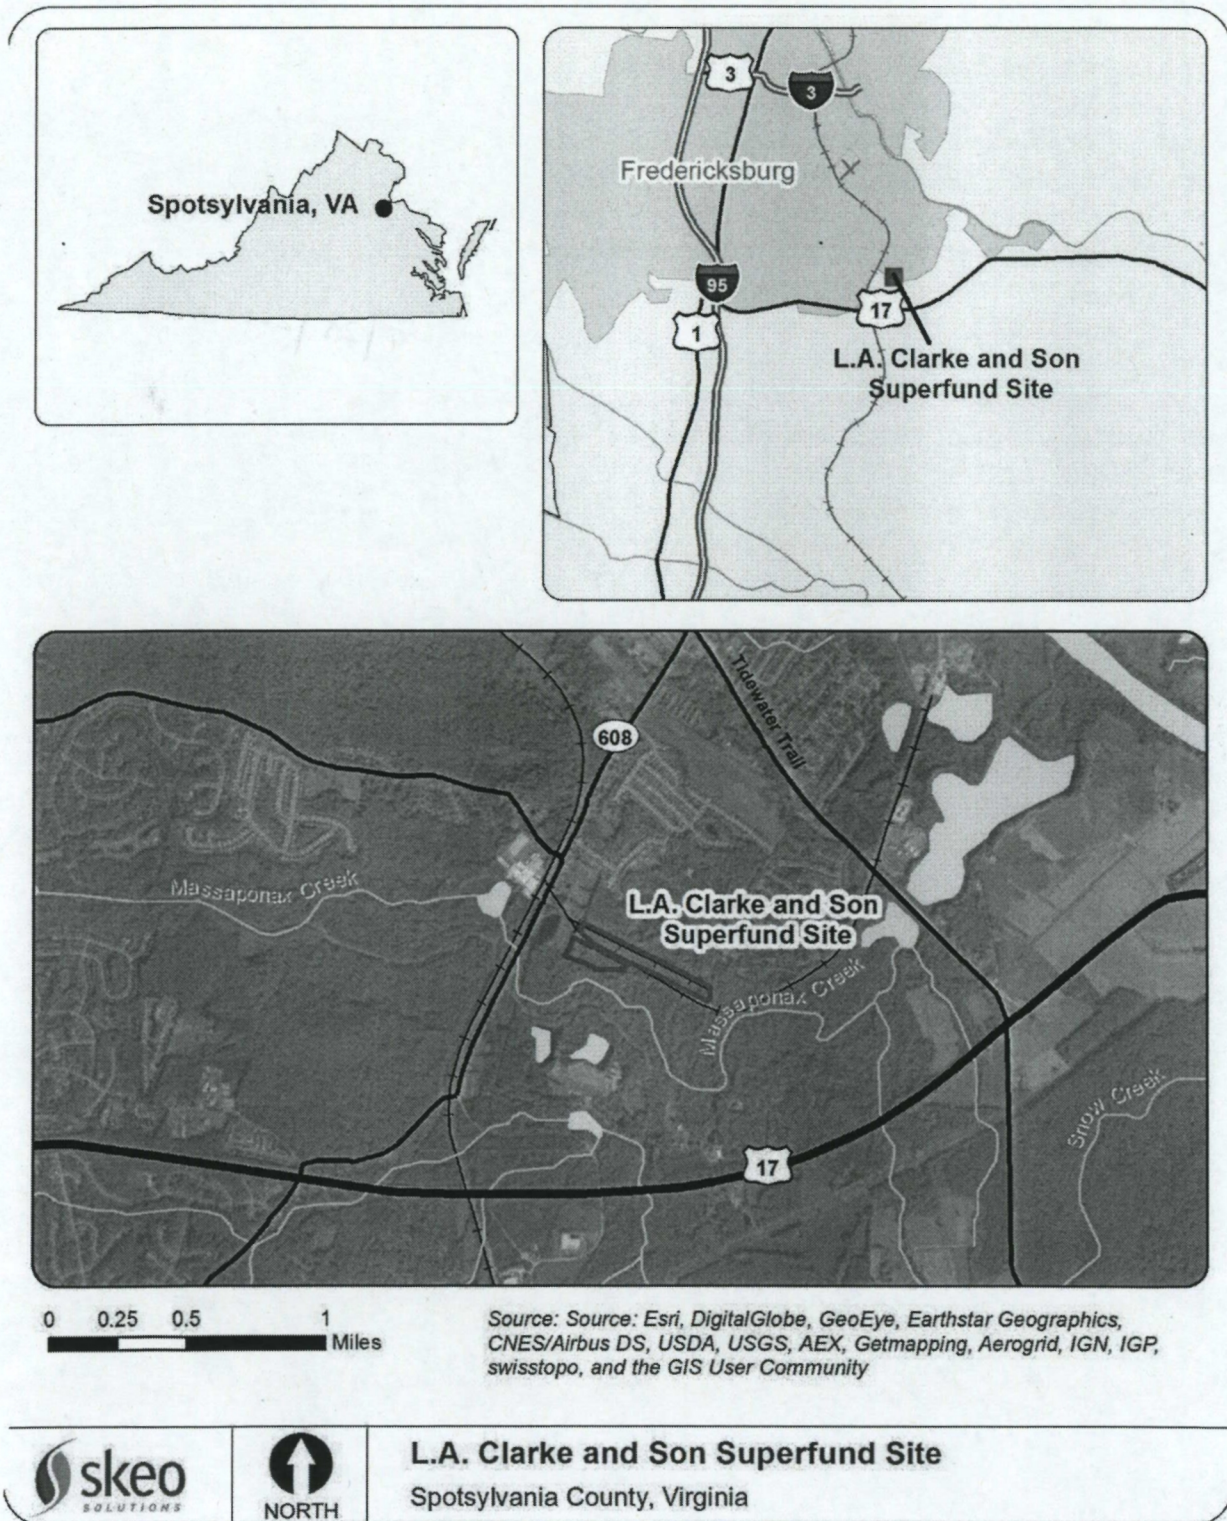 Spotsylvania, VA
3
3
Fredericksburg
95
17
1
L.A. Clarke and Son
Superfund Site
608
Tidewater Trail
Massaponax Creek
L.A. Clarke and Son
Superfund Site
Massaponax Creek
Snow Creek
17
0 0.25 0.5 1
Miles
Source: Source: Esri, DigitalGlobe, GeoEye, Earthstar Geographics,
CNES/Airbus DS, USDA, USGS, AEX, Getmapping, Aerogrid, IGN, IGP,
swisstopo, and the GIS User Community
skeo
SOLUTIONS
NORTH
L.A. Clarke and Son Superfund Site
Spotsylvania County, Virginia